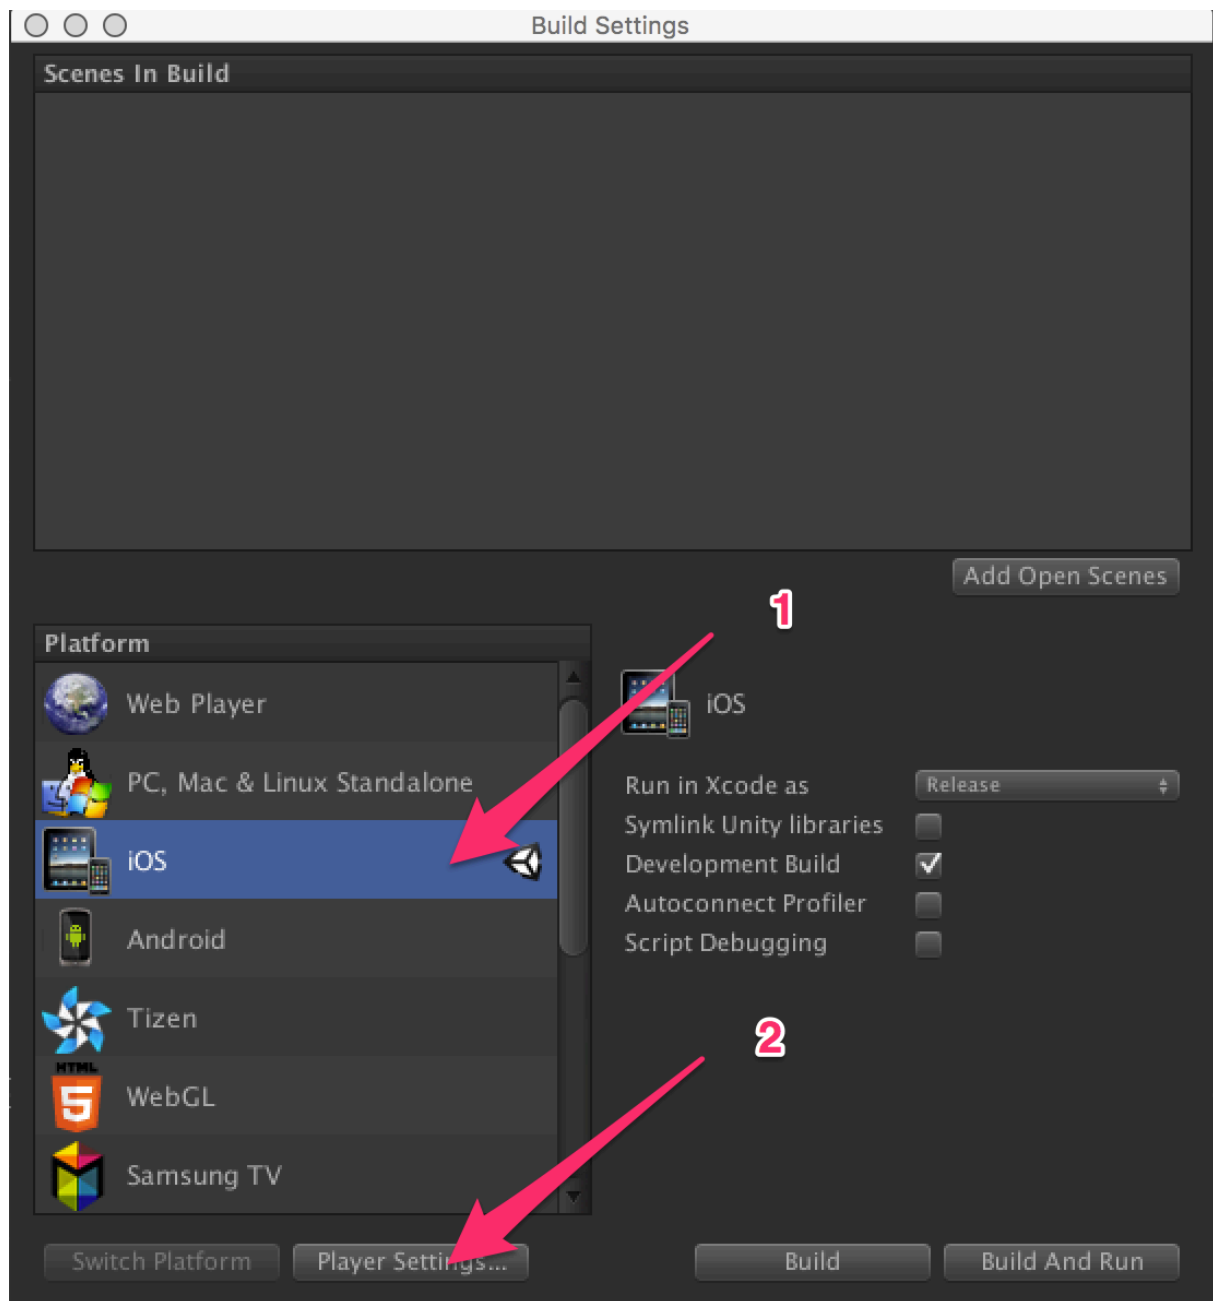 Build Settings
Scenes In Build
Add Open Scenes
1
Platform
Web Player
PC, Mac & Linux Standalone
iOS
Android
Tizen
HTML
5
WebGL
Samsung TV
iOS
Run in Xcode as Release
Symlink Unity libraries
Development Build
Autoconnect Profiler
Script Debugging
2
Switch Platform
Player Settings...
Build
Build And Run